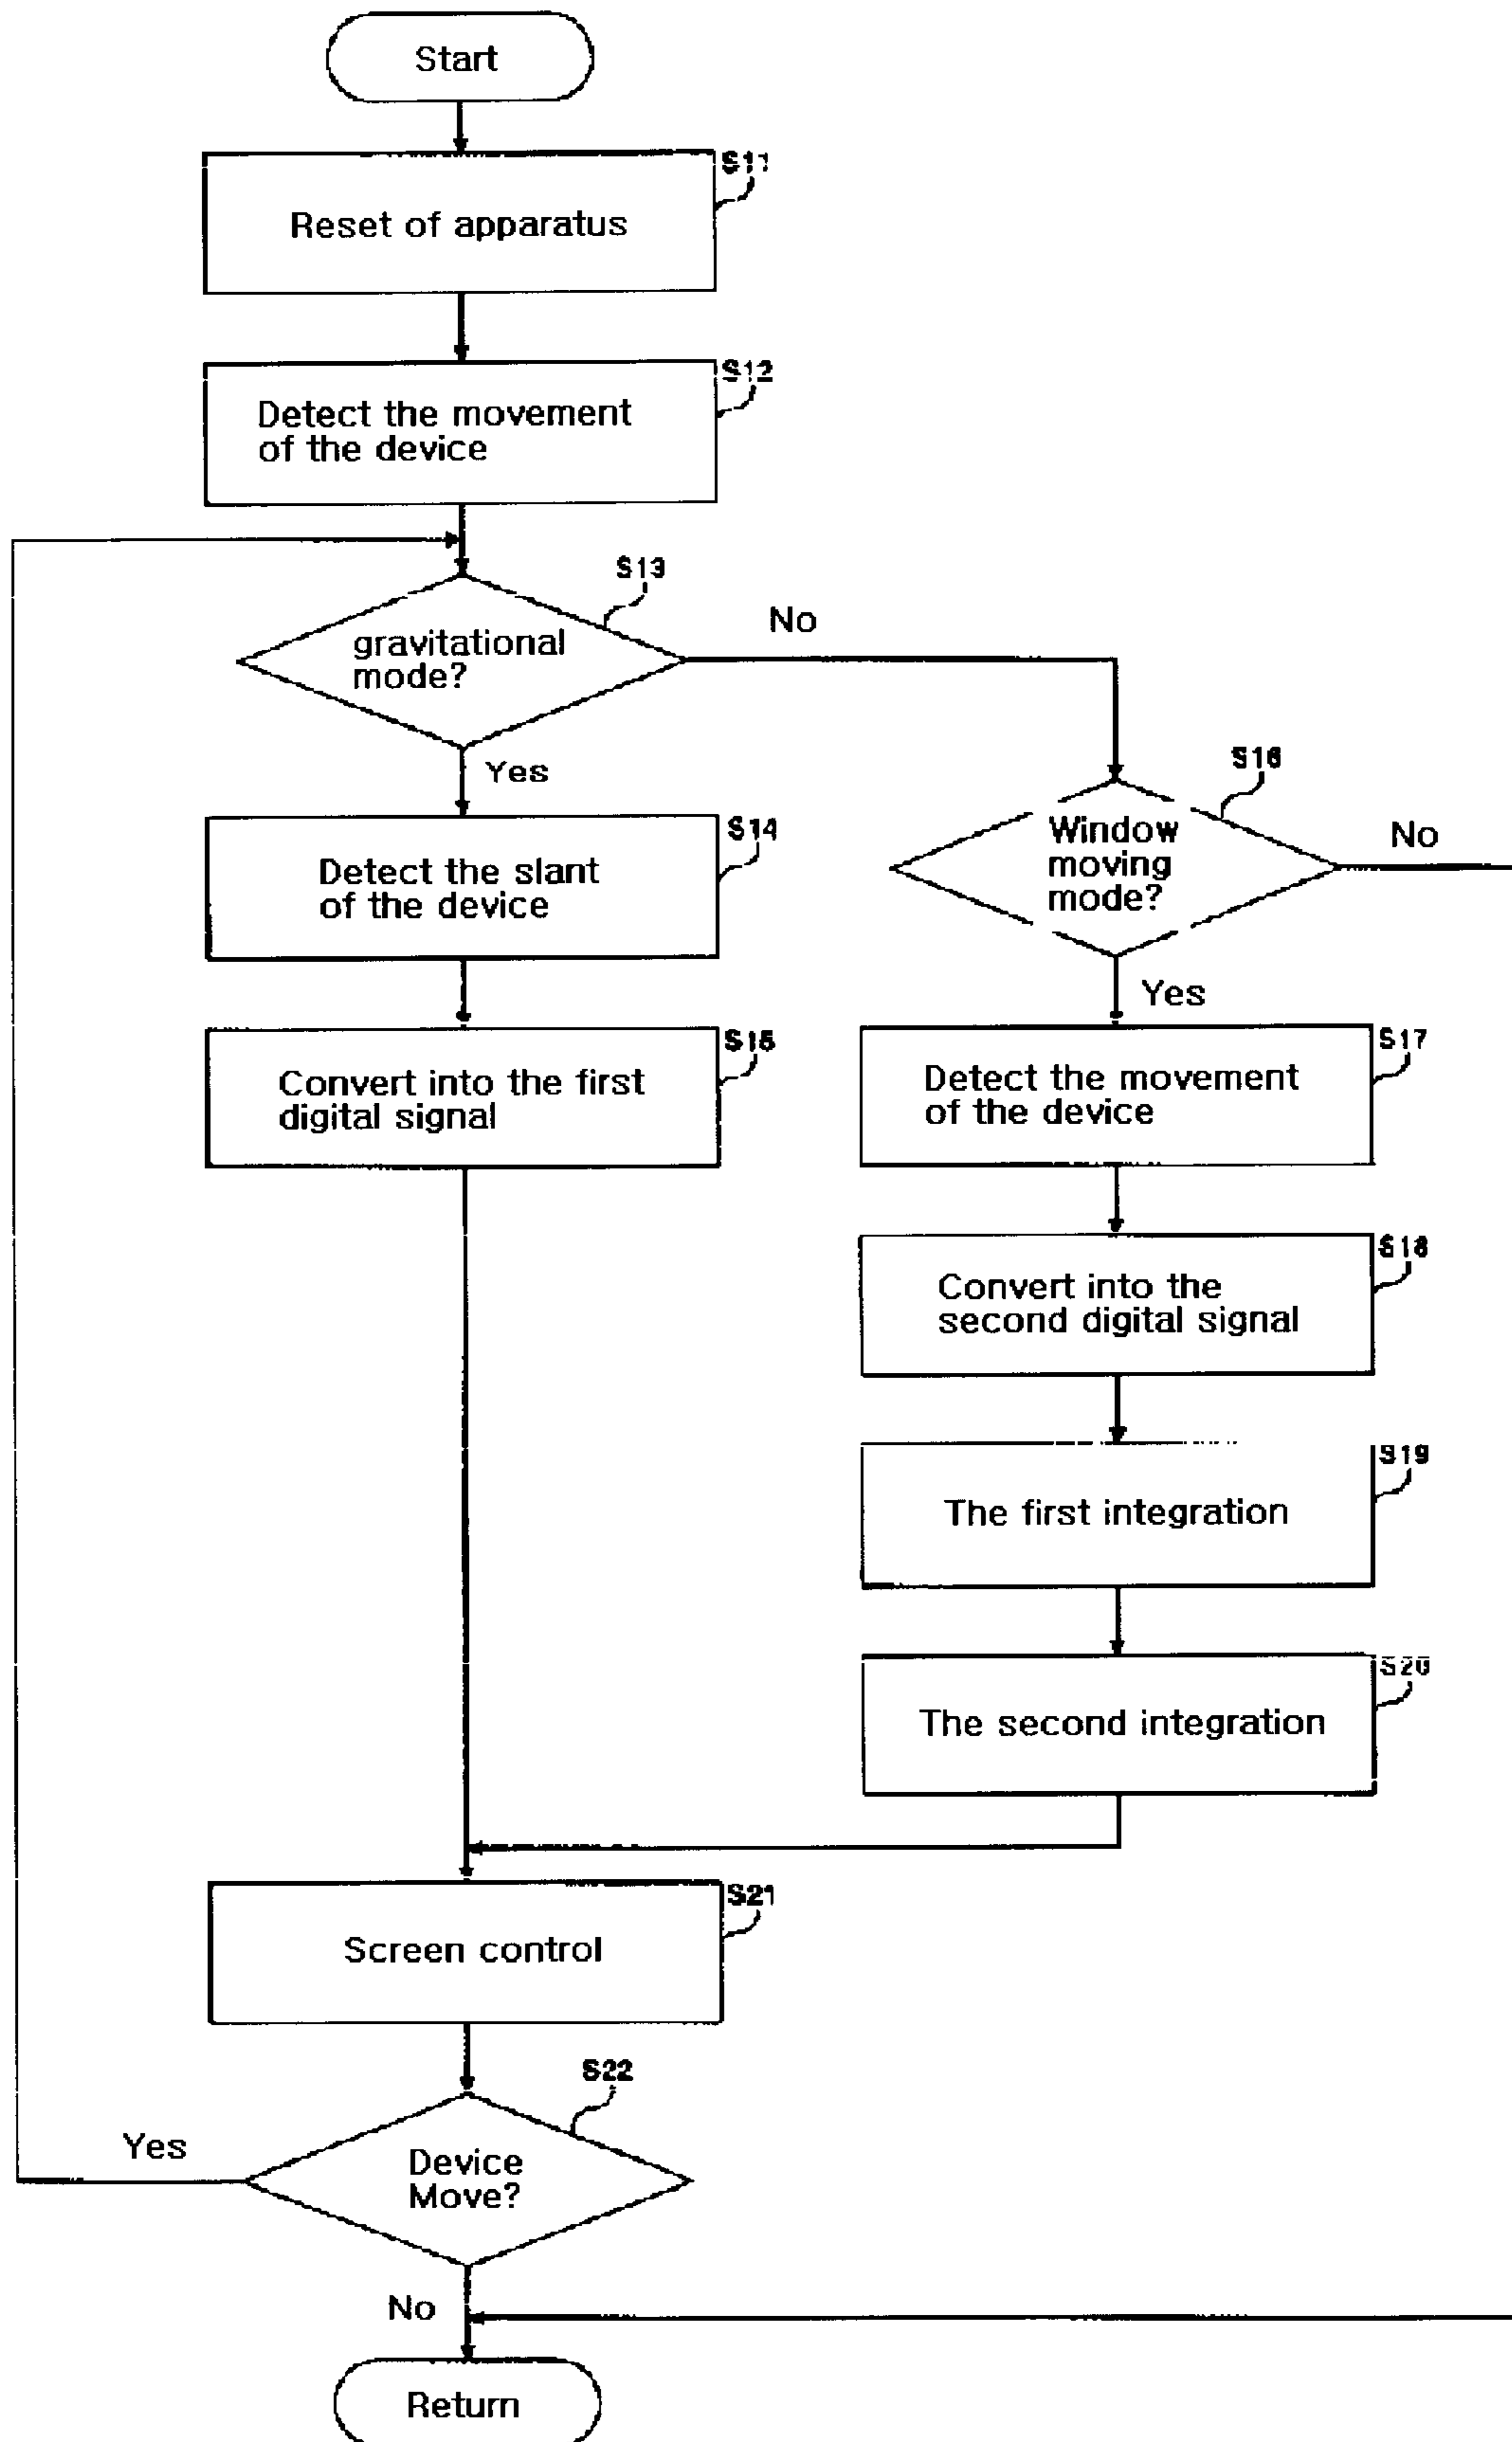 Start
S11
Reset of apparatus
S12
Detect the movement
of the device
S13
gravitational
mode?
No
Yes
S16
Window
moving
mode?
No
Yes
S14
Detect the slant
of the device
S15
Convert into the first
digital signal
S17
Detect the movement
of the device
S18
Convert into the
second digital signal
S19
The first integration
S20
The second integration
S21
Screen control
S22
Device
Move?
Yes
No
Return